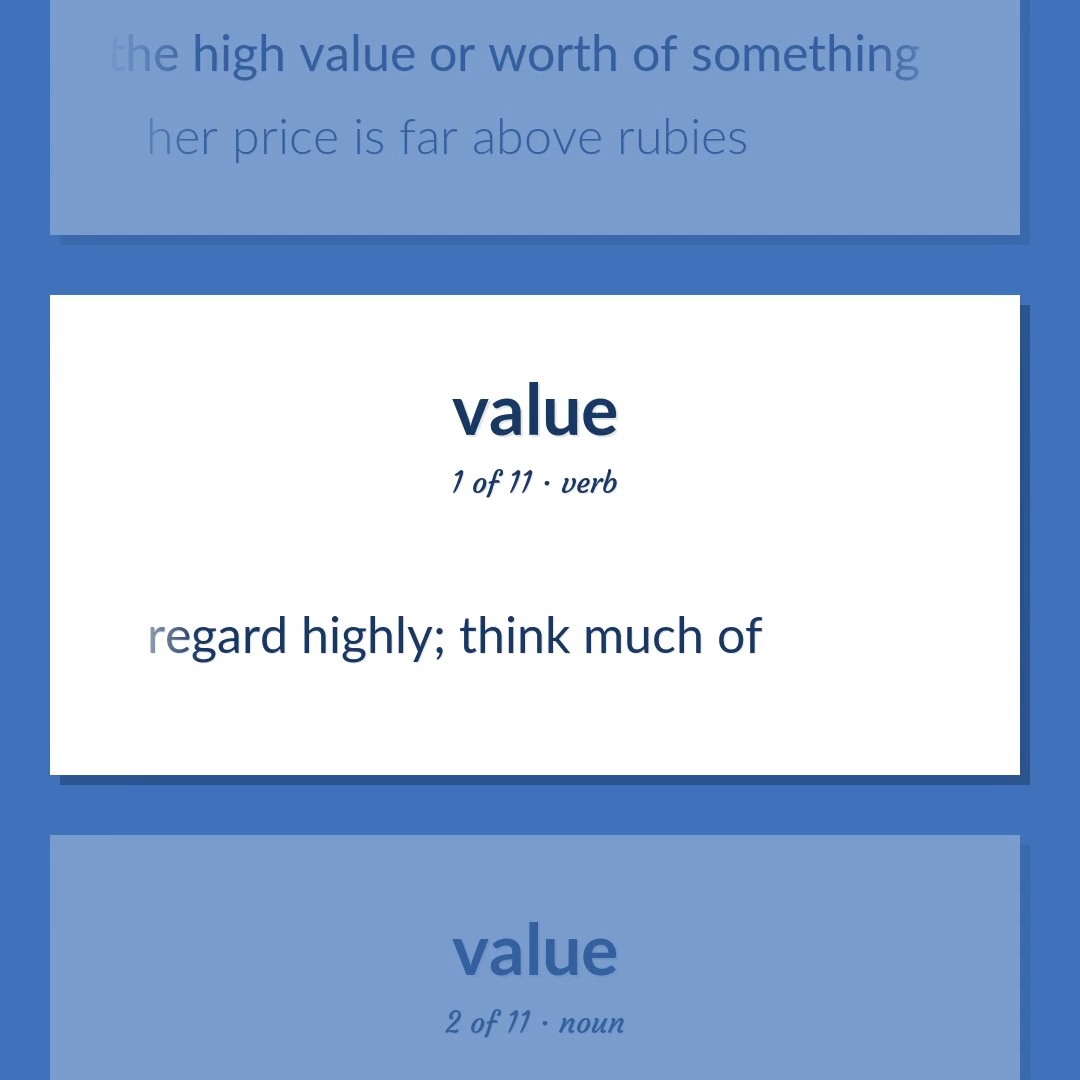 the high value or worth of something
her price is far above rubies
value
1 of 11 · verb
regard highly; think much of
value
2 of 11 · noun